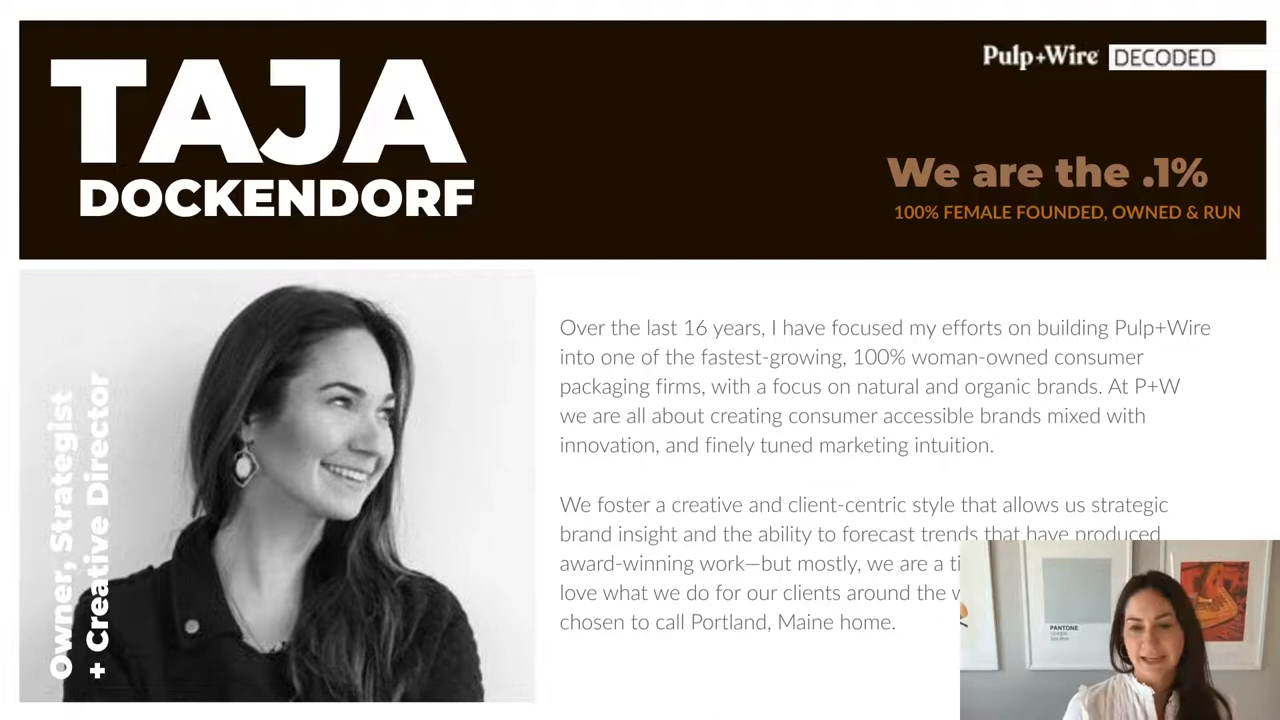 TAJA
DOCKENDORF
Pulp+Wire DECODED
We are the .1%
100% FEMALE FOUNDED, OWNED & RUN
Owner, Strategist
+ Creative Director
Over the last 16 years, I have focused my efforts on building Pulp+Wire
into one of the fastest-growing, 100% woman-owned consumer
packaging firms, with a focus on natural and organic brands. At P+W
we are all about creating consumer accessible brands mixed with
innovation, and finely tuned marketing intuition.
We foster a creative and client-centric style that allows us strategic
brand insight and the ability to forecast trends that have produced
award-winning work—but mostly, we are a
love what we do for our clients around the
chosen to call Portland, Maine home.
PANTONE